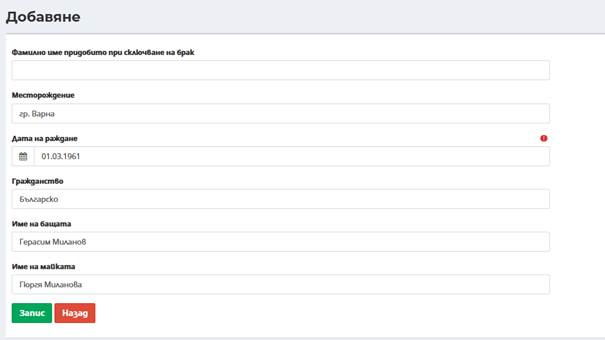 Добавяне
Фамилно име придобито при сключване на брак
Месторождение
гр. Варна
Дата на раждане
01.03.1961
Гражданство
Българско
Име на бащата
Герасим Миланов
Име на майката
Гюргя Миланова
Запис Назад